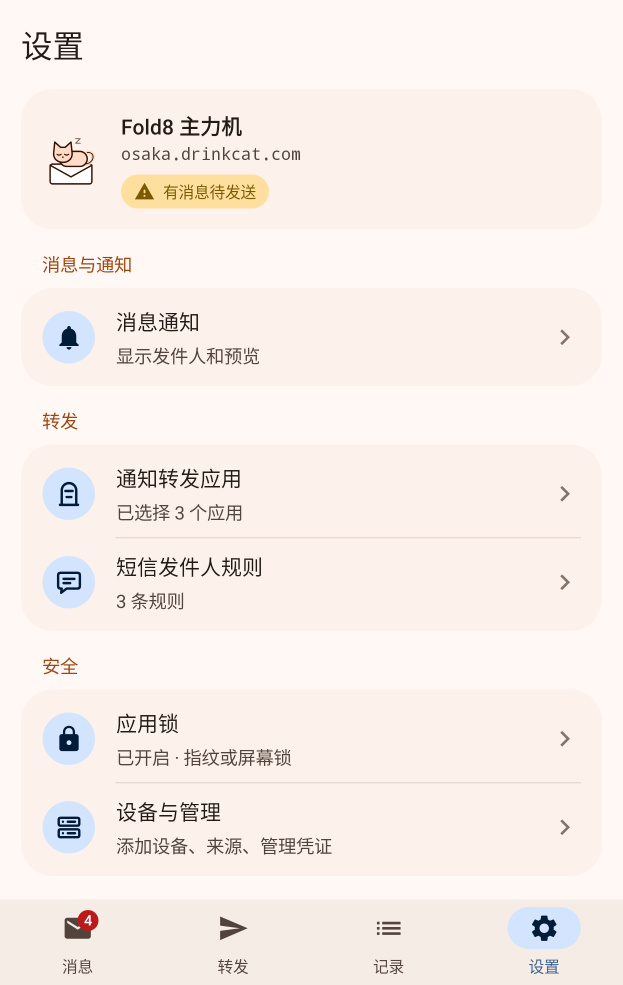 设置
z
Fold8 主力机
osaka.drinkcat.com
有消息待发送
消息与通知
消息通知
显示发件人和预览
转发
通知转发应用
已选择 3 个应用
短信发件人规则
3 条规则
安全
应用锁
已开启 · 指纹或屏幕锁
设备与管理
添加设备、来源、管理凭证
4
消息
转发
记录
设置